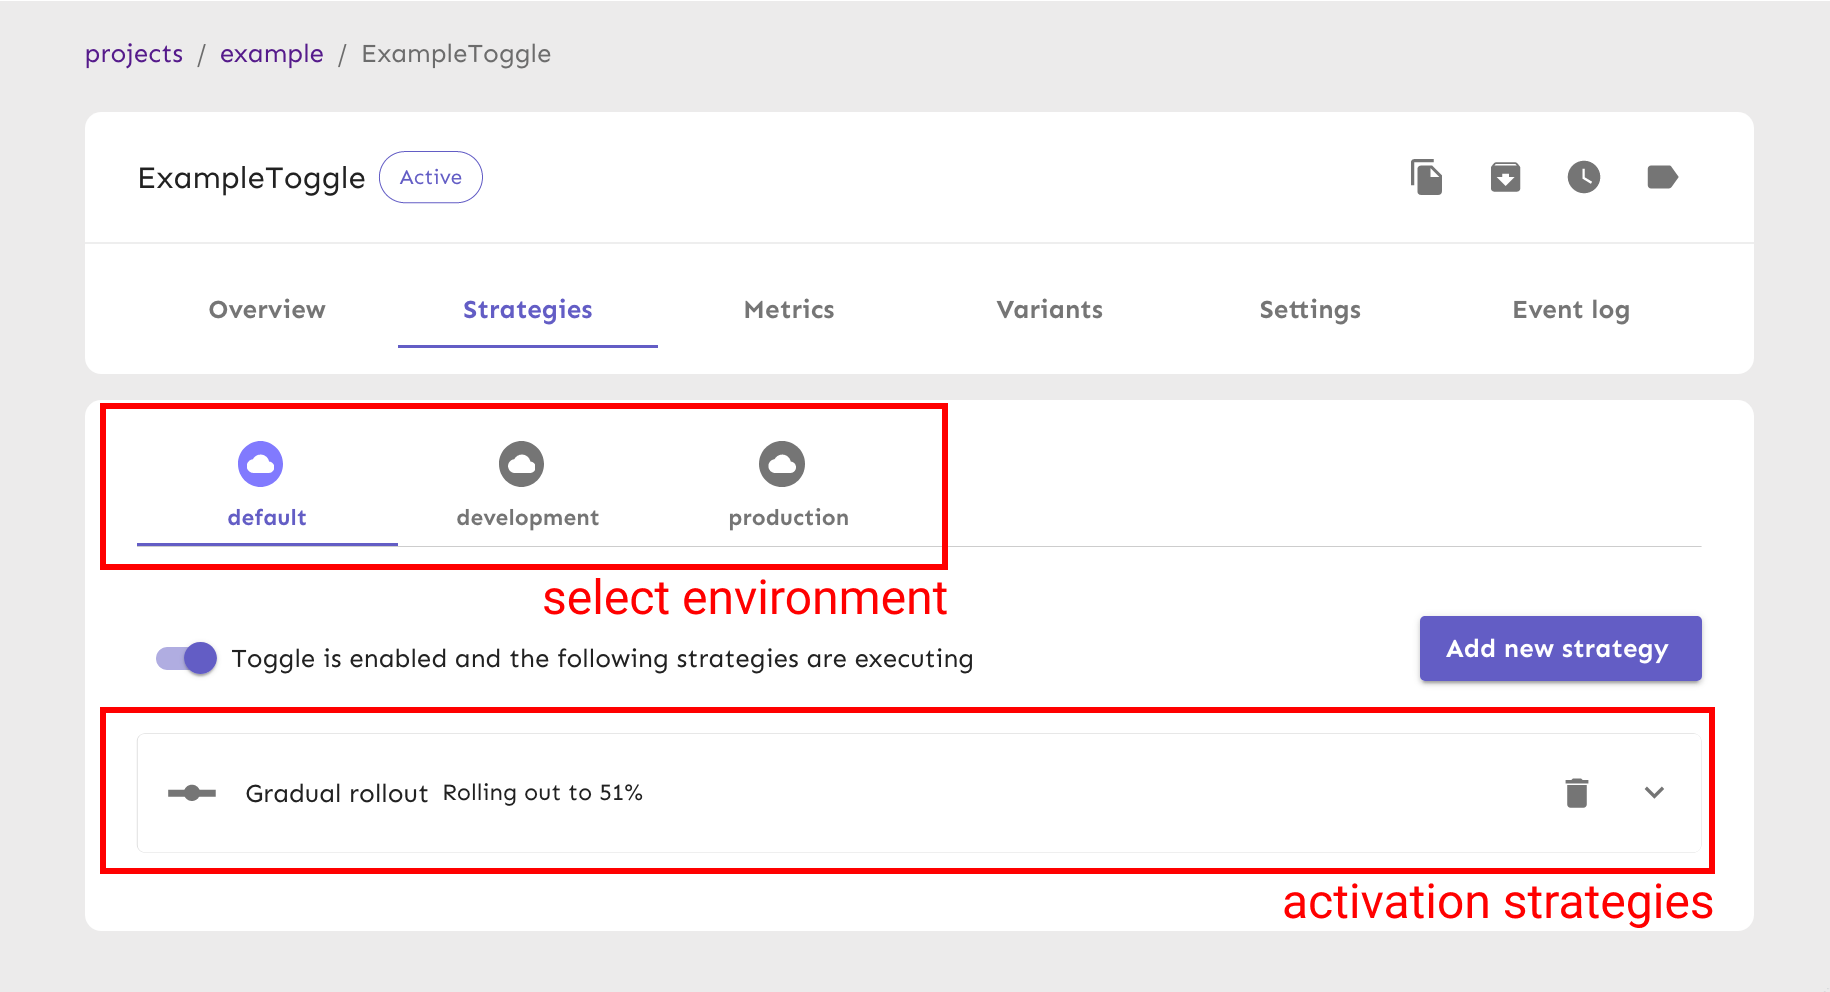 projects / example / ExampleToggle
ExampleToggle Active
Overview Strategies Metrics Variants Settings Event log
default development production
select environment
Toggle is enabled and the following strategies are executing
Add new strategy
Gradual rollout Rolling out to 51%
activation strategies